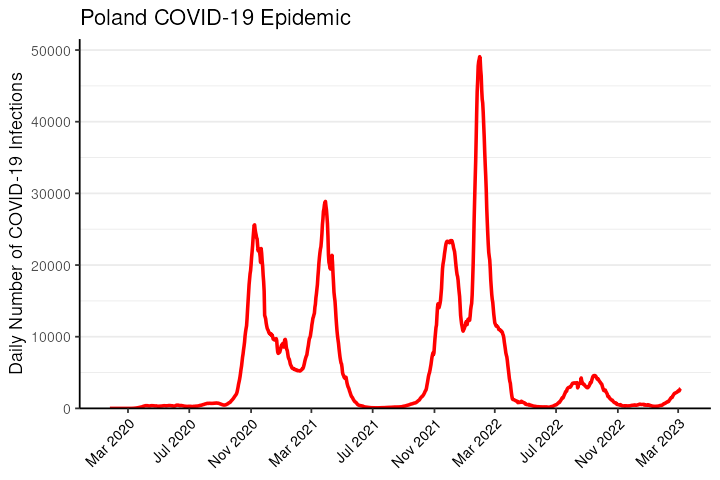 Poland COVID-19 Epidemic
Daily Number of COVID-19 Infections
50000
40000
30000
20000
10000
0
Mar 2020
Jul 2020
Nov 2020
Mar 2021
Jul 2021
Nov 2021
Mar 2022
Jul 2022
Nov 2022
Mar 2023